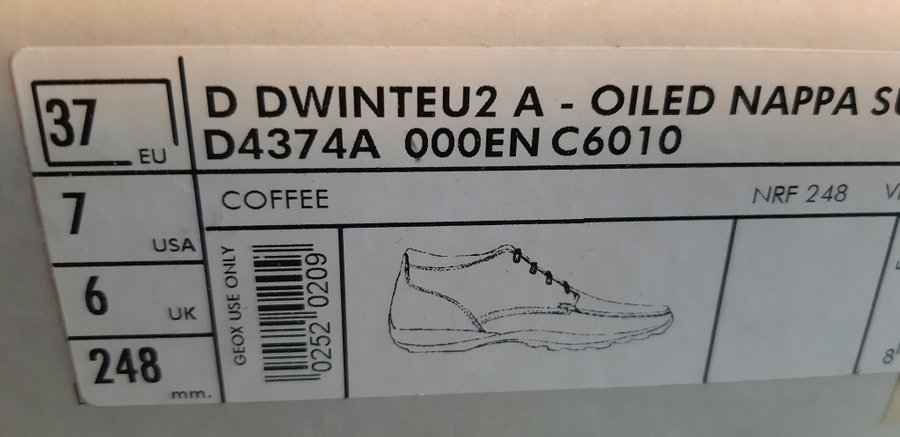 37 EU
D DWINTEU2 A - OILED NAPPA
D4374A 000EN C6010
7 USA
COFFEE
NRF 248
6 UK
GEOX USE ONLY
0252 0209
248 mm.
8